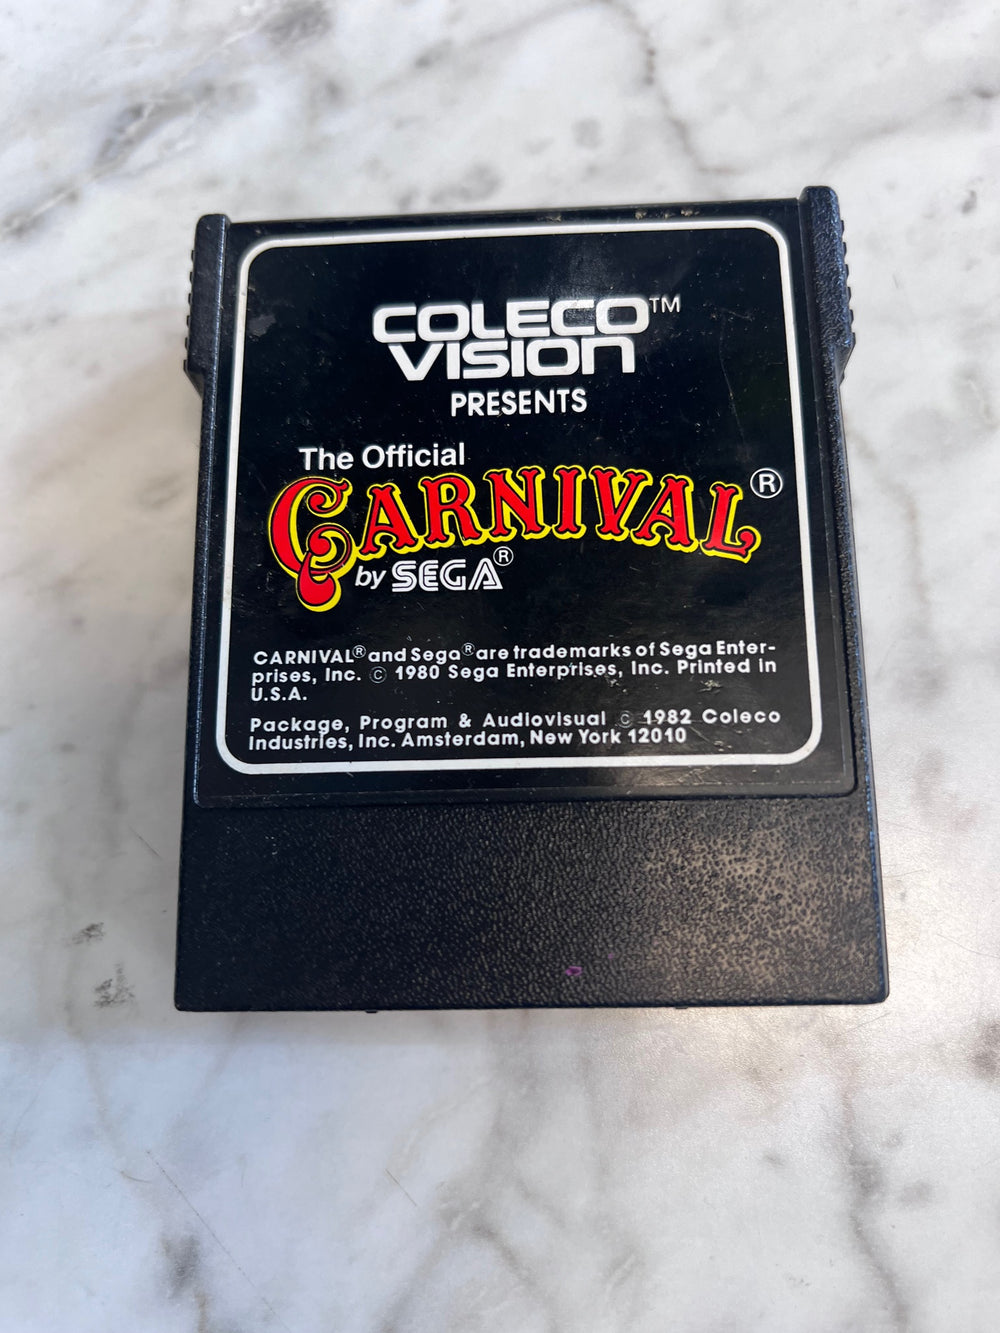 COLECO™
VISION
PRESENTS
The Official
CARNIVAL®
by SEGA®
CARNIVAL® and Sega® are trademarks of Sega Enter-
prises, Inc. © 1980 Sega Enterprises, Inc. Printed in
U.S.A.
Package, Program & Audiovisual © 1982 Coleco
Industries, Inc. Amsterdam, New York 12010